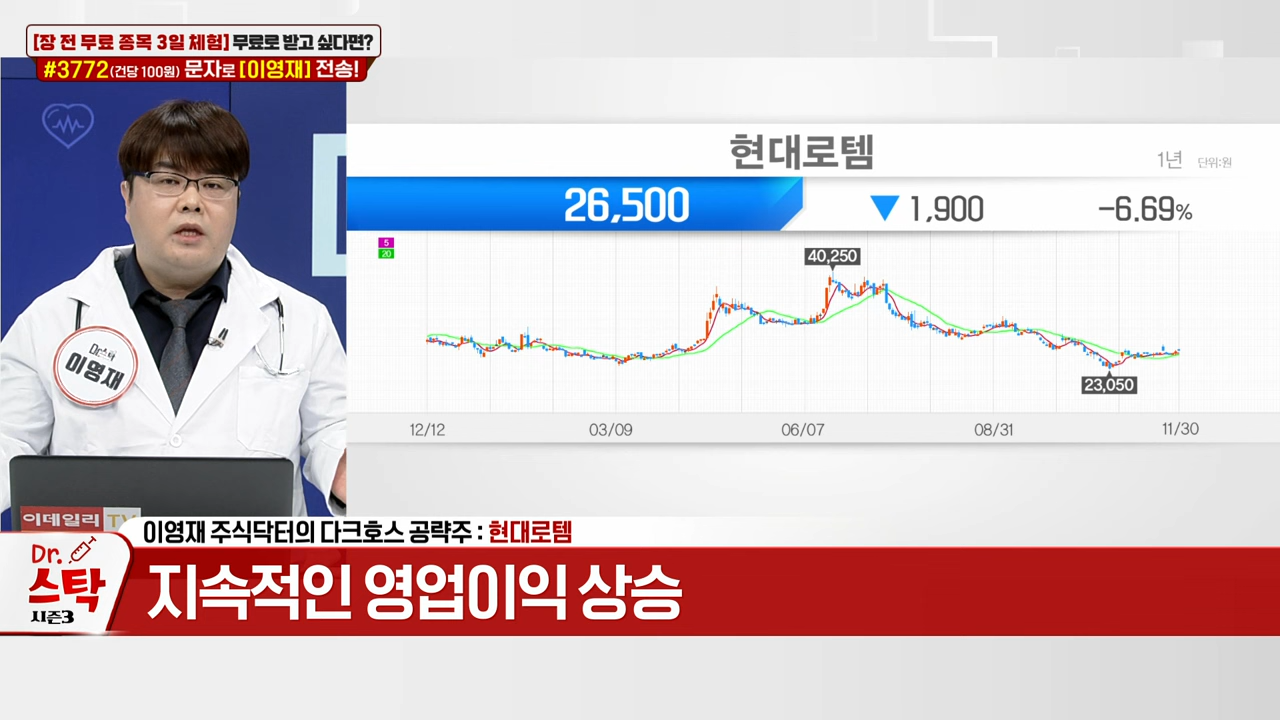 [장 전 무료 종목 3일 체험] 무료로 받고 싶다면?
#3772(건당 100원) 문자로 [이영재] 전송!
현대로템
1년 단위:원
26,500 ▼ 1,900 -6.69%
5
20
40,250
23,050
12/12 03/09 06/07 08/31 11/30
Dr.스탁
이영재
이데일리 TV
이영재 주식닥터의 다크호스 공략주 : 현대로템
Dr.
스탁
시즌3
지속적인 영업이익 상승